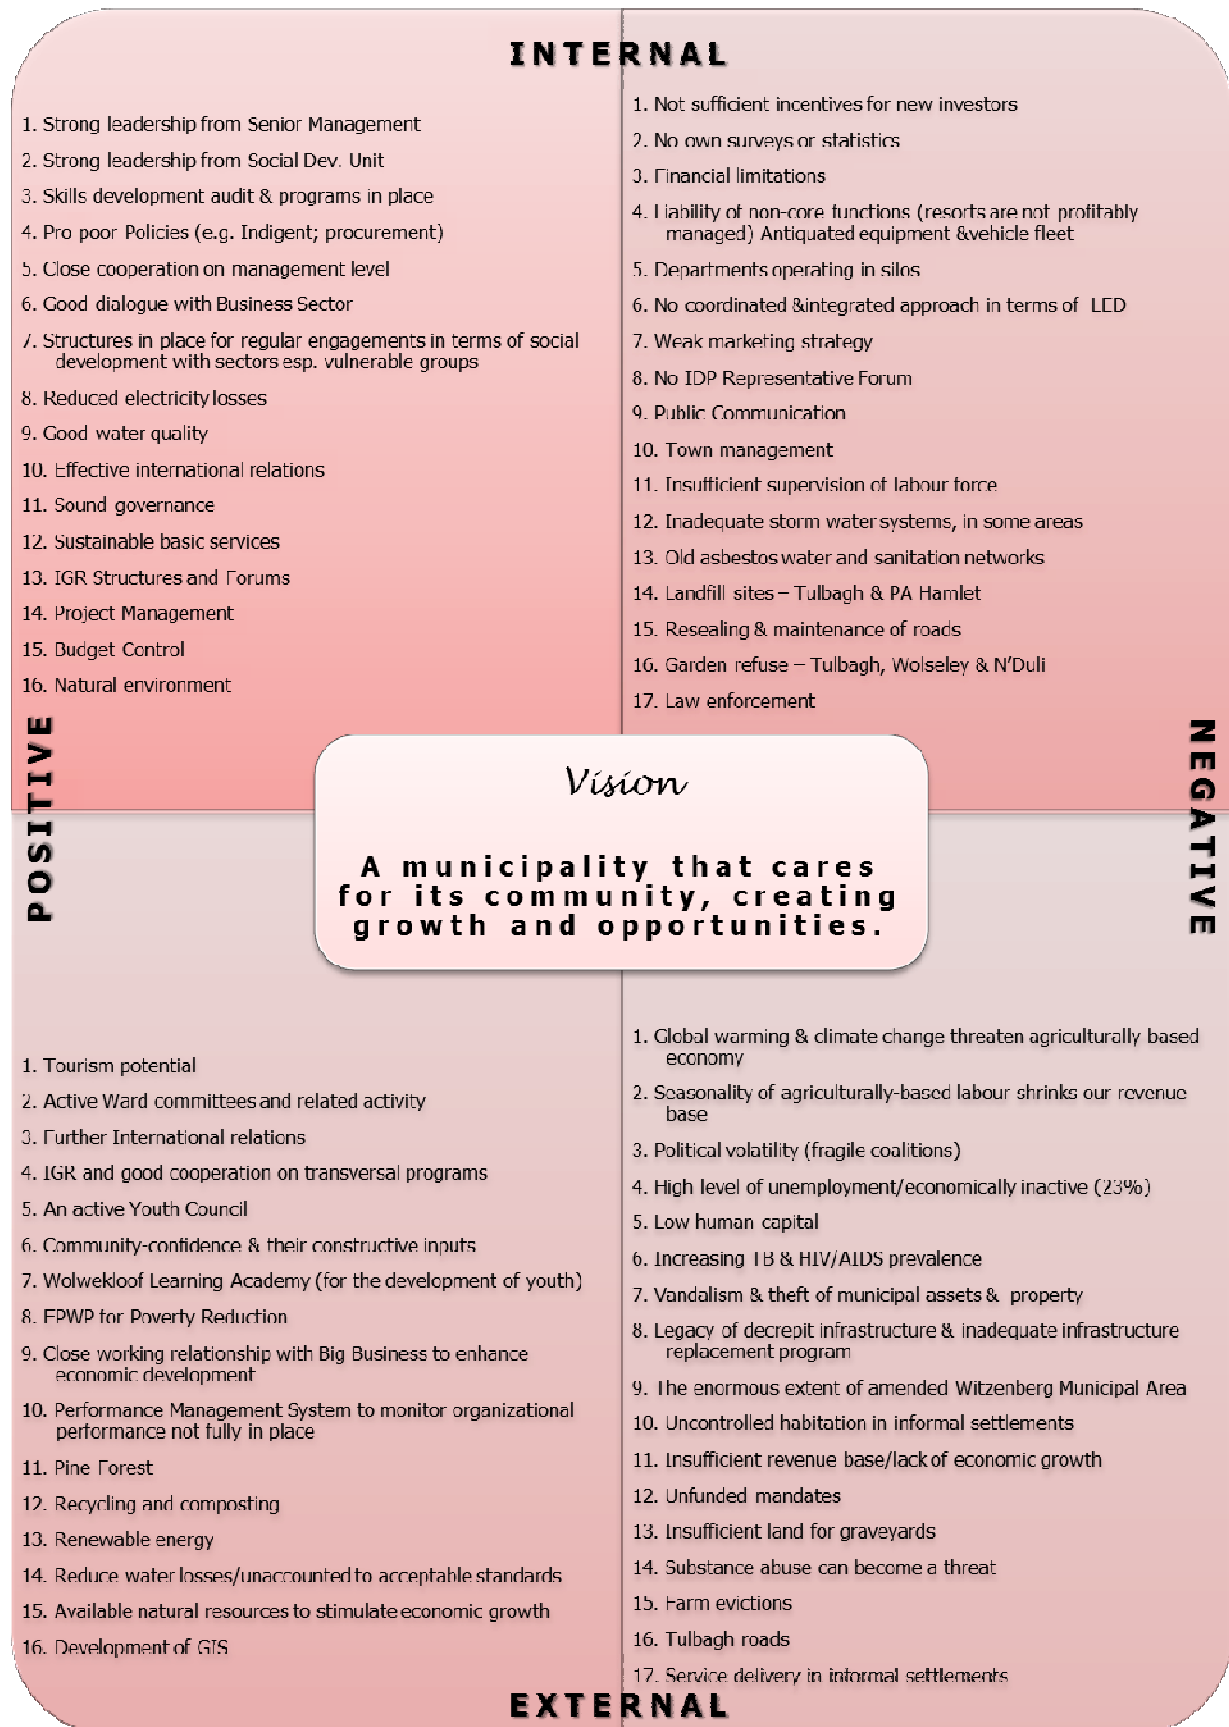 INTERNAL
1. Strong leadership from Senior Management
2. Strong leadership from Social Dev. Unit
3. Skills development audit & programs in place
4. Pro poor Policies (e.g. Indigent; procurement)
5. Close cooperation on management level
6. Good dialogue with Business Sector
7. Structures in place for regular engagements in terms of social
development with sectors esp. vulnerable groups
8. Reduced electricity losses
9. Good water quality
10. Effective international relations
11. Sound governance
12. Sustainable basic services
13. IGR Structures and Forums
14. Project Management
15. Budget Control
16. Natural environment
1. Not sufficient incentives for new investors
2. No own surveys or statistics
3. Financial limitations
4. Liability of non-core functions (resorts are not profitably
managed) Antiquated equipment &vehicle fleet
5. Departments operating in silos
6. No coordinated &integrated approach in terms of LED
7. Weak marketing strategy
8. No IDP Representative Forum
9. Public Communication
10. Town management
11. Insufficient supervision of labour force
12. Inadequate storm water systems, in some areas
13. Old asbestos water and sanitation networks
14. Landfill sites – Tulbagh & PA Hamlet
15. Resealing & maintenance of roads
16. Garden refuse – Tulbagh, Wolseley & N’Duli
17. Law enforcement
POSITIVE
NEGATIVE
Vision
A municipality that cares
for its community, creating
growth and opportunities.
1. Tourism potential
2. Active Ward committees and related activity
3. Further International relations
4. IGR and good cooperation on transversal programs
5. An active Youth Council
6. Community-confidence & their constructive inputs
7. Wolwekloof Learning Academy (for the development of youth)
8. EPWP for Poverty Reduction
9. Close working relationship with Big Business to enhance
economic development
10. Performance Management System to monitor organizational
performance not fully in place
11. Pine Forest
12. Recycling and composting
13. Renewable energy
14. Reduce water losses/unaccounted to acceptable standards
15. Available natural resources to stimulate economic growth
16. Development of GIS
1. Global warming & climate change threaten agriculturally based
economy
2. Seasonality of agriculturally-based labour shrinks our revenue
base
3. Political volatility (fragile coalitions)
4. High level of unemployment/economically inactive (23%)
5. Low human capital
6. Increasing TB & HIV/AIDS prevalence
7. Vandalism & theft of municipal assets & property
8. Legacy of decrepit infrastructure & inadequate infrastructure
replacement program
9. The enormous extent of amended Witzenberg Municipal Area
10. Uncontrolled habitation in informal settlements
11. Insufficient revenue base/lack of economic growth
12. Unfunded mandates
13. Insufficient land for graveyards
14. Substance abuse can become a threat
15. Farm evictions
16. Tulbagh roads
17. Service delivery in informal settlements
EXTERNAL